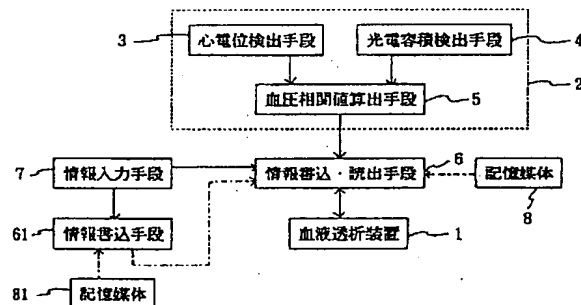 3 心電位検出手段 光電容積検出手段 4
2
血圧相関値算出手段 5
7 情報入力手段 情報書込・読出手段 6 記憶媒体 8
61 情報書込手段 血液透析装置 1
81 記憶媒体